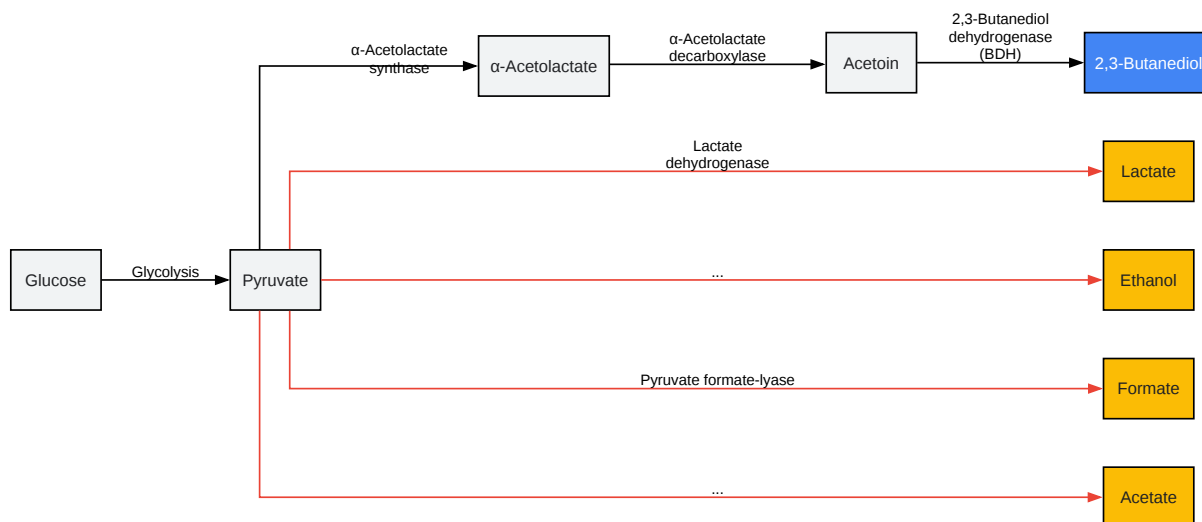 α-Acetolactate
synthase
α-Acetolactate
α-Acetolactate
decarboxylase
Acetoin
2,3-Butanediol
dehydrogenase
(BDH)
2,3-Butanediol
Lactate
dehydrogenase
Lactate
Glucose
Glycolysis
Pyruvate
...
Ethanol
Pyruvate formate-lyase
Formate
...
Acetate